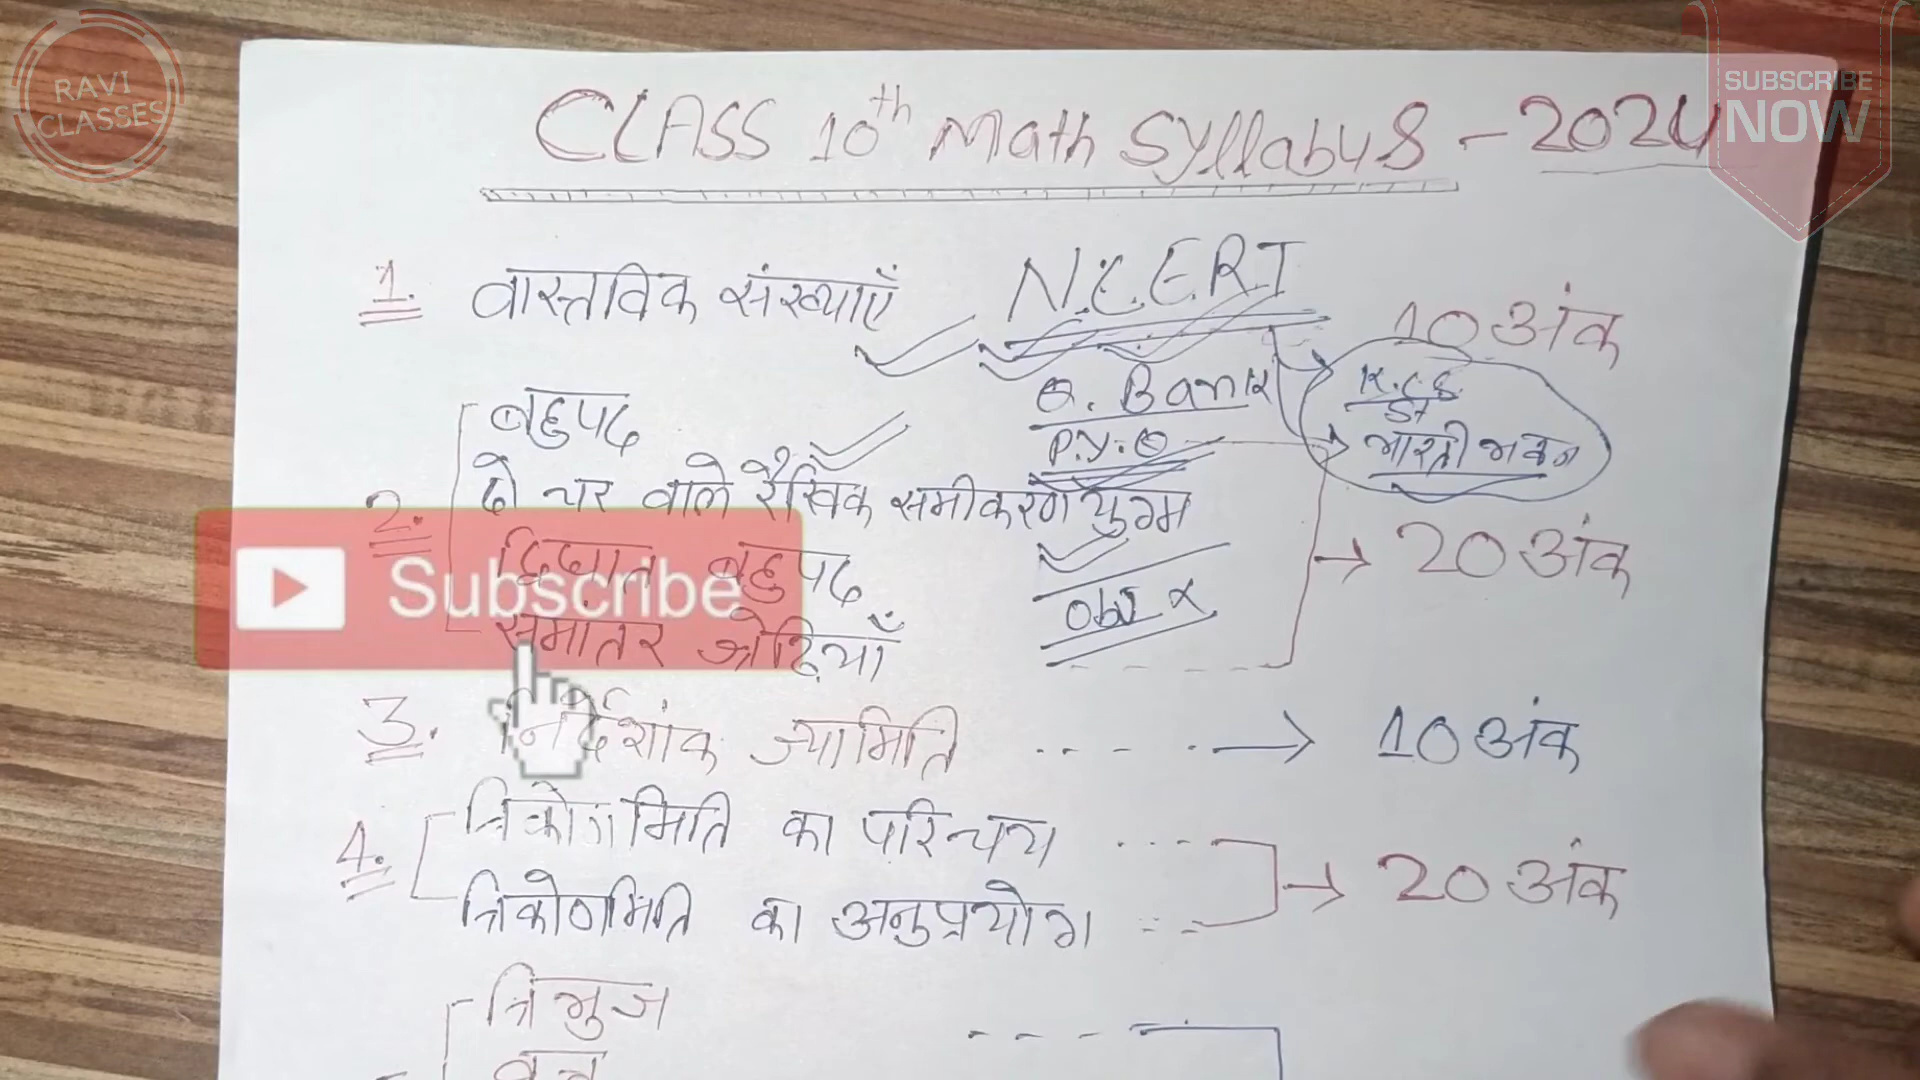 RAVI
CLASSES
SUBSCRIBE
NOW
CLASS 10th Math Syllabus - 2024
1. वास्तविक संख्याएँ N.C.E.R.T 10 अंक
Q. Bank
P.Y.Q
K.C.S
भारती भवन
बहुपद
2. दो चर वाले रैखिक समीकरण युग्म
द्विघात बहुपद → 20 अंक
समांतर श्रेढ़ियाँ
Obj
Subscribe
3. निर्देशांक ज्यामिति → 10 अंक
4. त्रिकोणमिति का परिचय
→ 20 अंक
त्रिकोणमिति का अनुप्रयोग
त्रिभुज
वृत्त